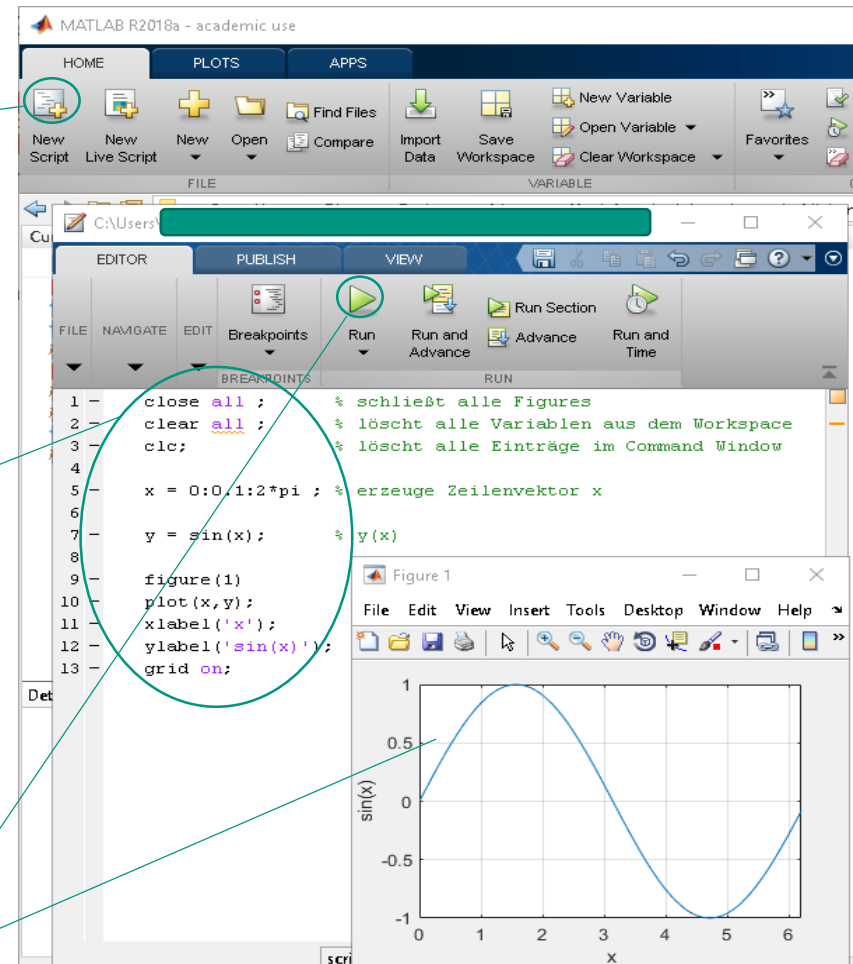 MATLAB R2018a - academic use
HOME PLOTS APPS
New Script
New Live Script
New
Open
Find Files
Compare
Import Data
Save Workspace
New Variable
Open Variable
Clear Workspace
Favorites
FILE VARIABLE
C:\Users\
EDITOR PUBLISH VIEW
FILE NAVIGATE EDIT
Breakpoints
Run
Run and Advance
Run Section
Advance
Run and Time
BREAKPOINTS RUN
1 - close all ; % schließt alle Figures
2 - clear all ; % löscht alle Variablen aus dem Workspace
3 - clc; % löscht alle Einträge im Command Window
4
5 - x = 0:0.1:2*pi ; % erzeuge Zeilenvektor x
6
7 - y = sin(x); % y(x)
8
9 - figure(1)
10 - plot(x,y);
11 - xlabel('x');
12 - ylabel('sin(x)');
13 - grid on;
Det
Figure 1
File Edit View Insert Tools Desktop Window Help
1
0.5
0
-0.5
-1
sin(x)
0 1 2 3 4 5 6
x
scri